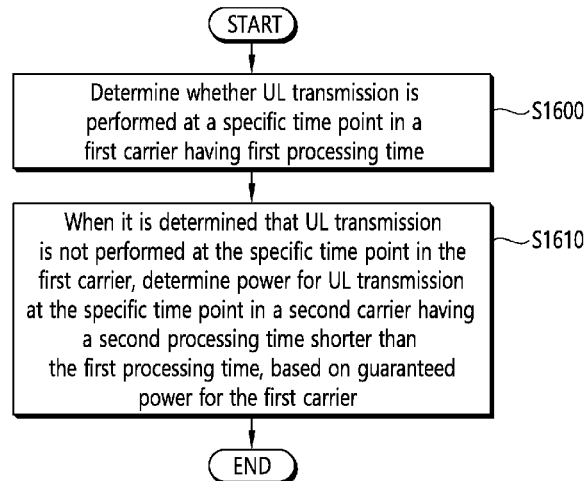 START
Determine whether UL transmission is
performed at a specific time point in a
first carrier having first processing time
S1600
When it is determined that UL transmission
is not performed at the specific time point in the
first carrier, determine power for UL transmission
at the specific time point in a second carrier having
a second processing time shorter than
the first processing time, based on guaranteed
power for the first carrier
S1610
END